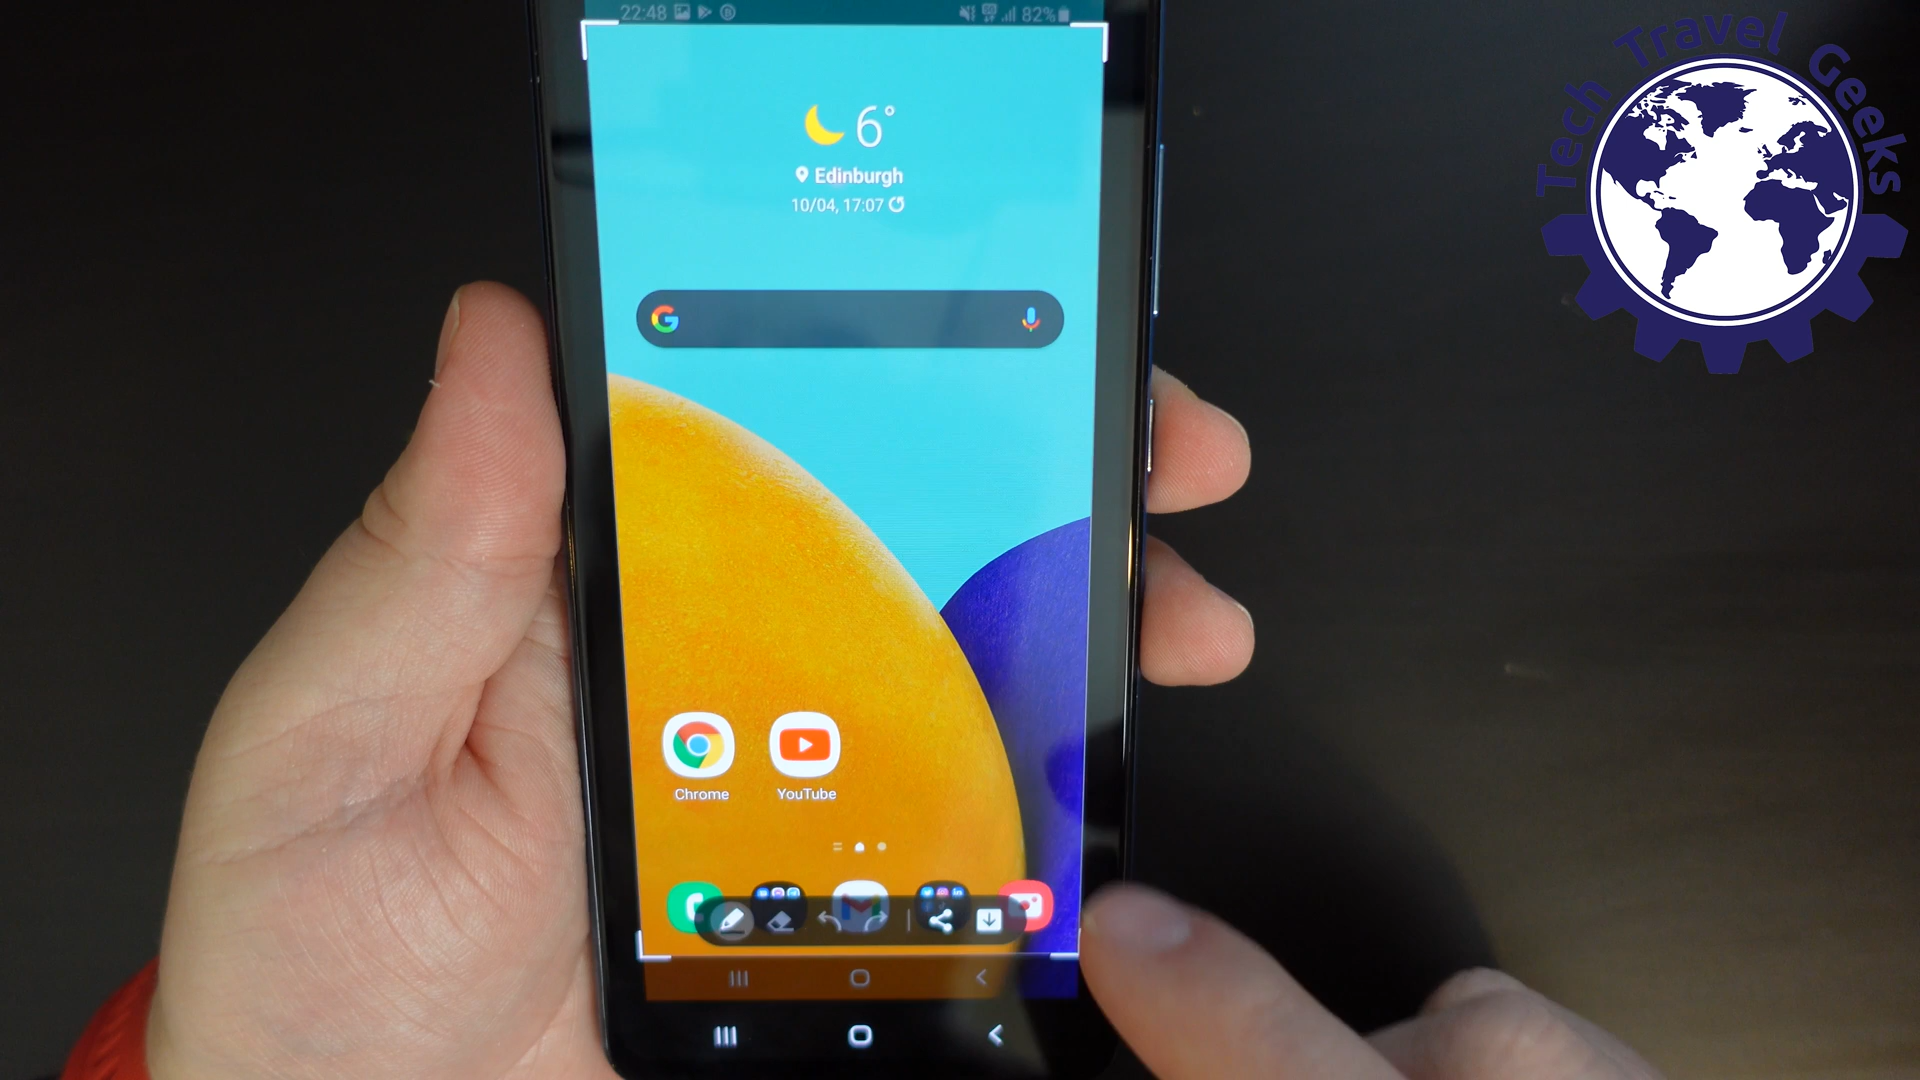 22:48
82%
Tech Travel Geeks
6°
Edinburgh
10/04, 17:07
Chrome
YouTube